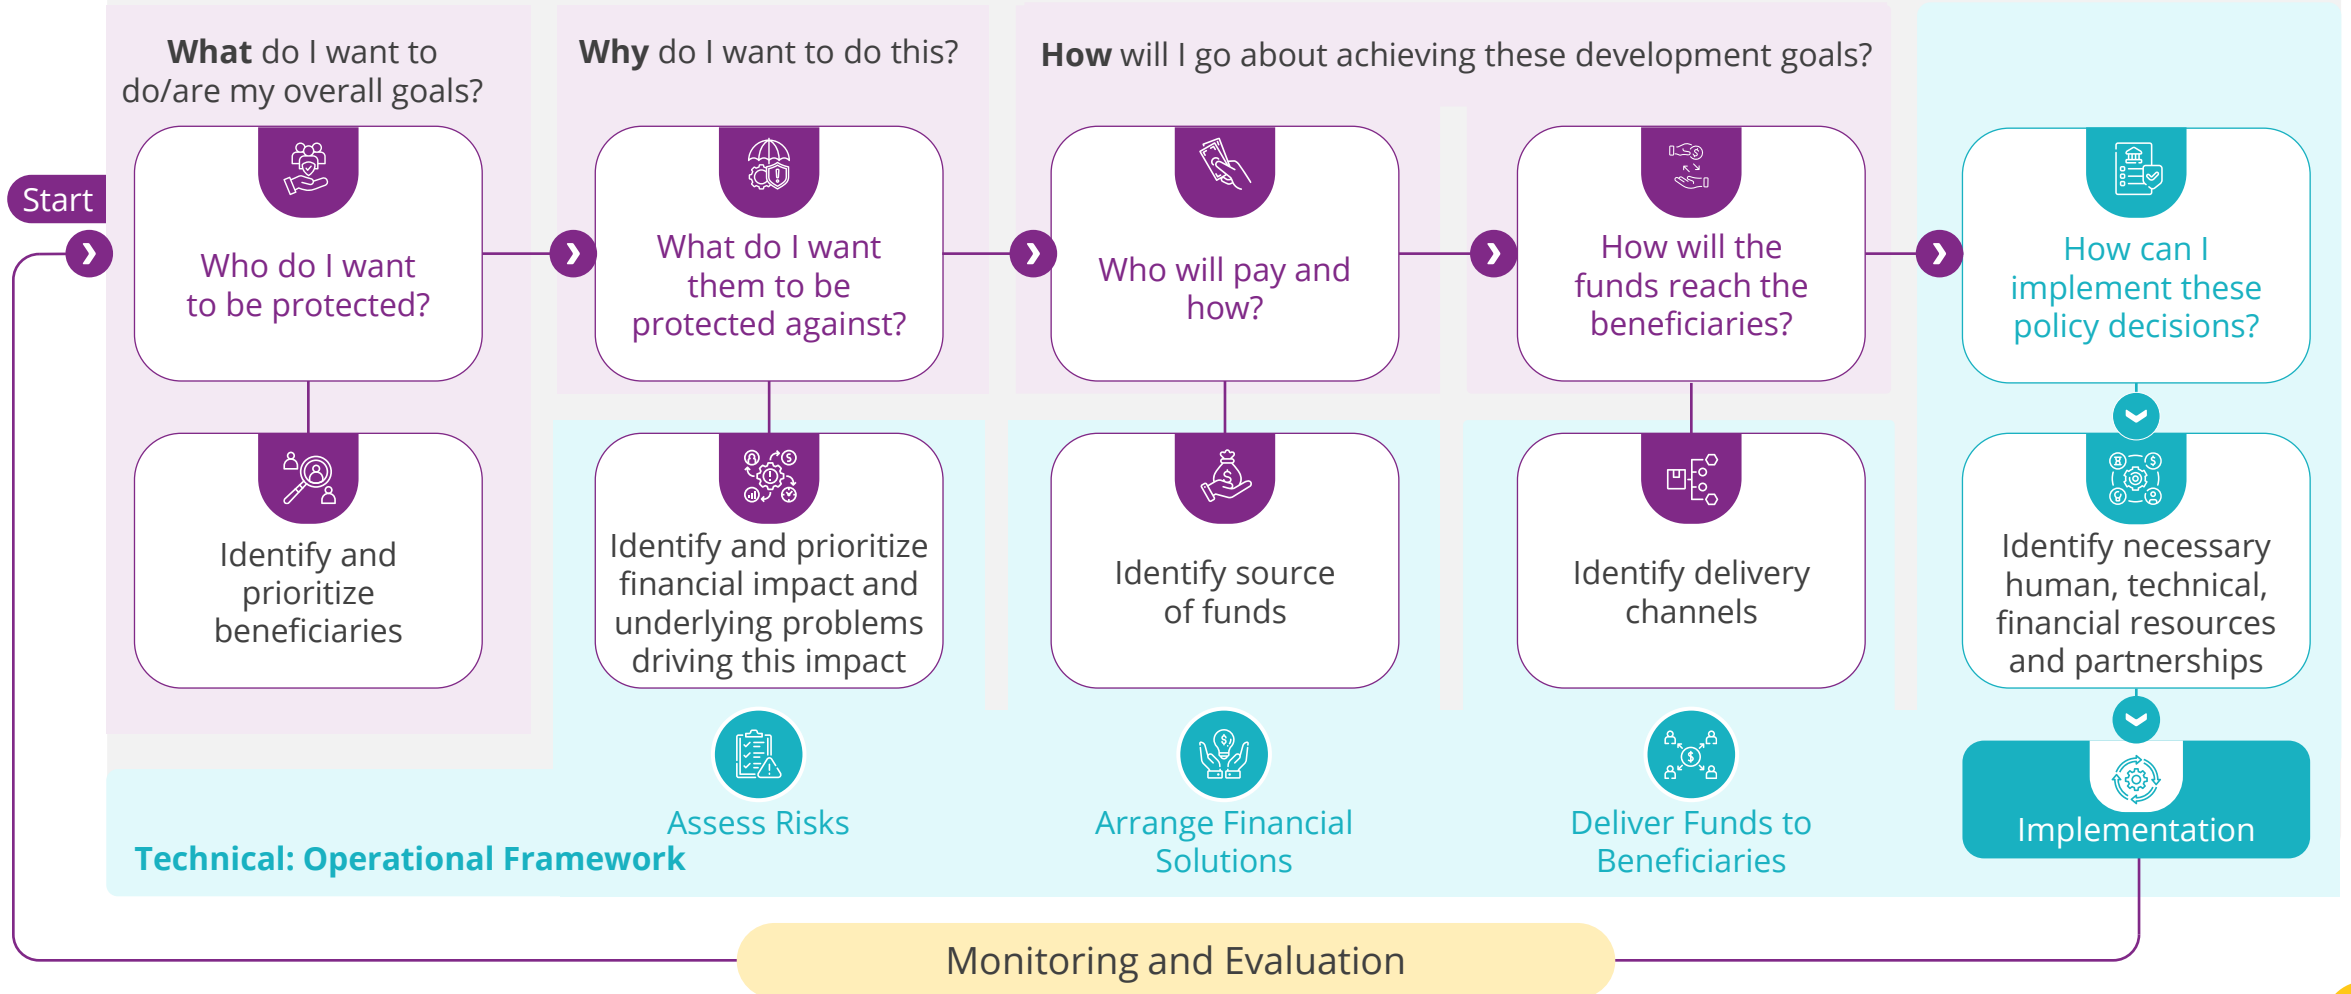 What do I want to
do/are my overall goals?
Why do I want to do this?
How will I go about achieving these development goals?
Start
Who do I want
to be protected?
What do I want
them to be
protected against?
Who will pay and
how?
How will the
funds reach the
beneficiaries?
How can I
implement these
policy decisions?
Identify and
prioritize
beneficiaries
Identify and prioritize
financial impact and
underlying problems
driving this impact
Identify source
of funds
Identify delivery
channels
Identify necessary
human, technical,
financial resources
and partnerships
Assess Risks
Arrange Financial
Solutions
Deliver Funds to
Beneficiaries
Implementation
Technical: Operational Framework
Monitoring and Evaluation